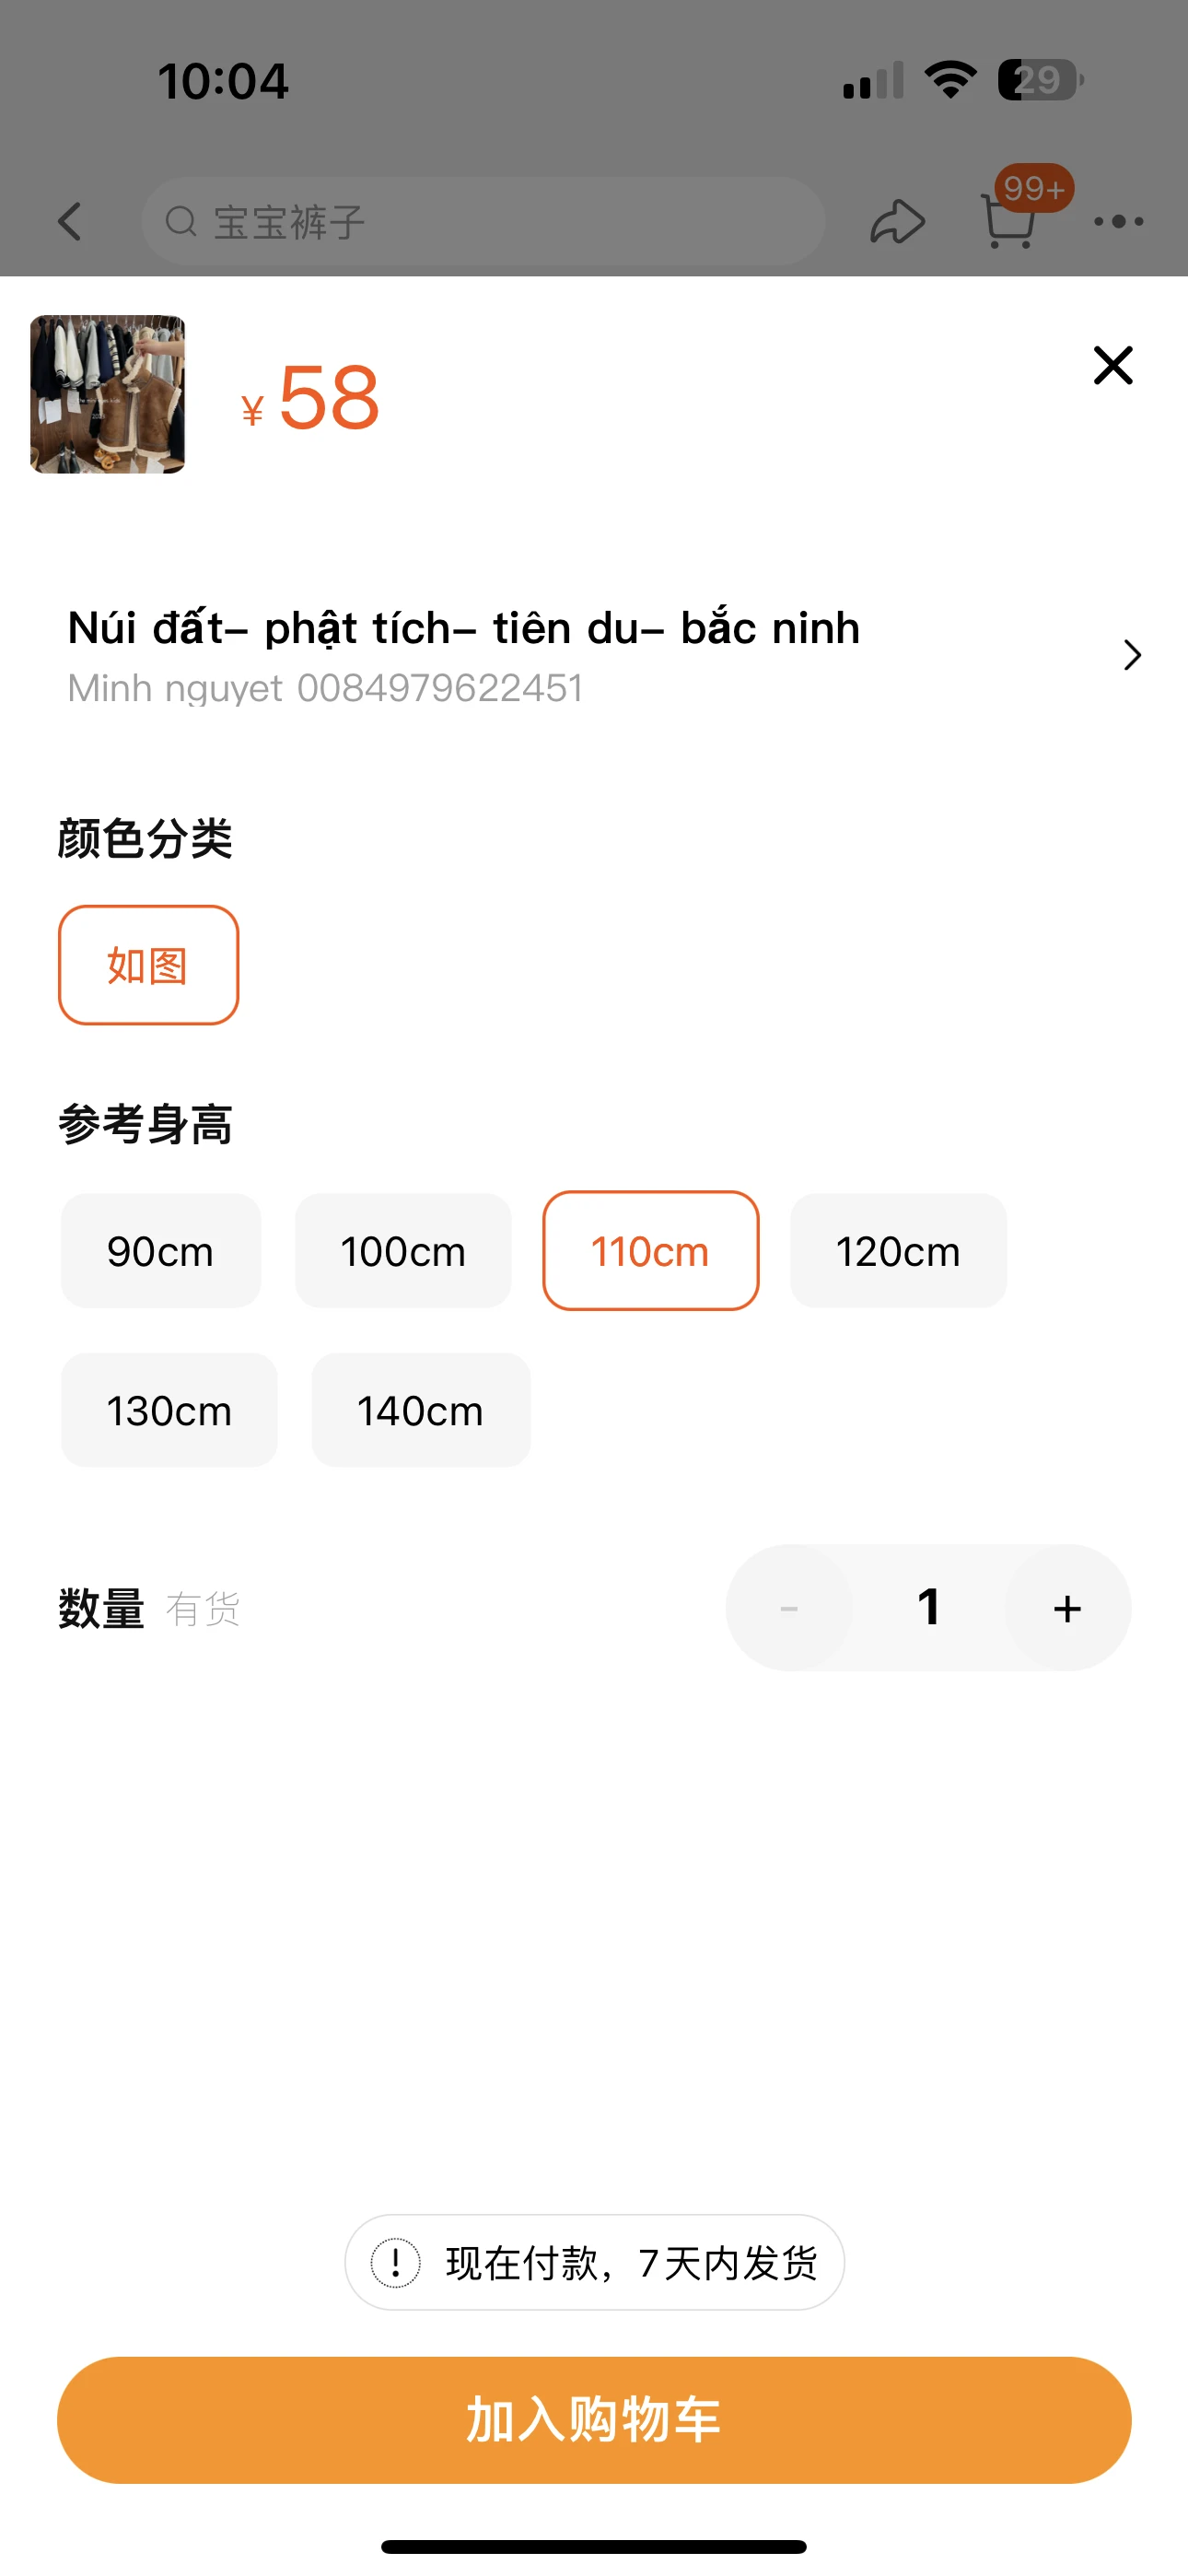 10:04
29
宝宝裤子
99+
¥ 58
Núi đất– phật tích– tiên du– bắc ninh
Minh nguyet 0084979622451
颜色分类
如图
参考身高
90cm
100cm
110cm
120cm
130cm
140cm
数量 有货
- 1 +
! 现在付款，7天内发货
加入购物车